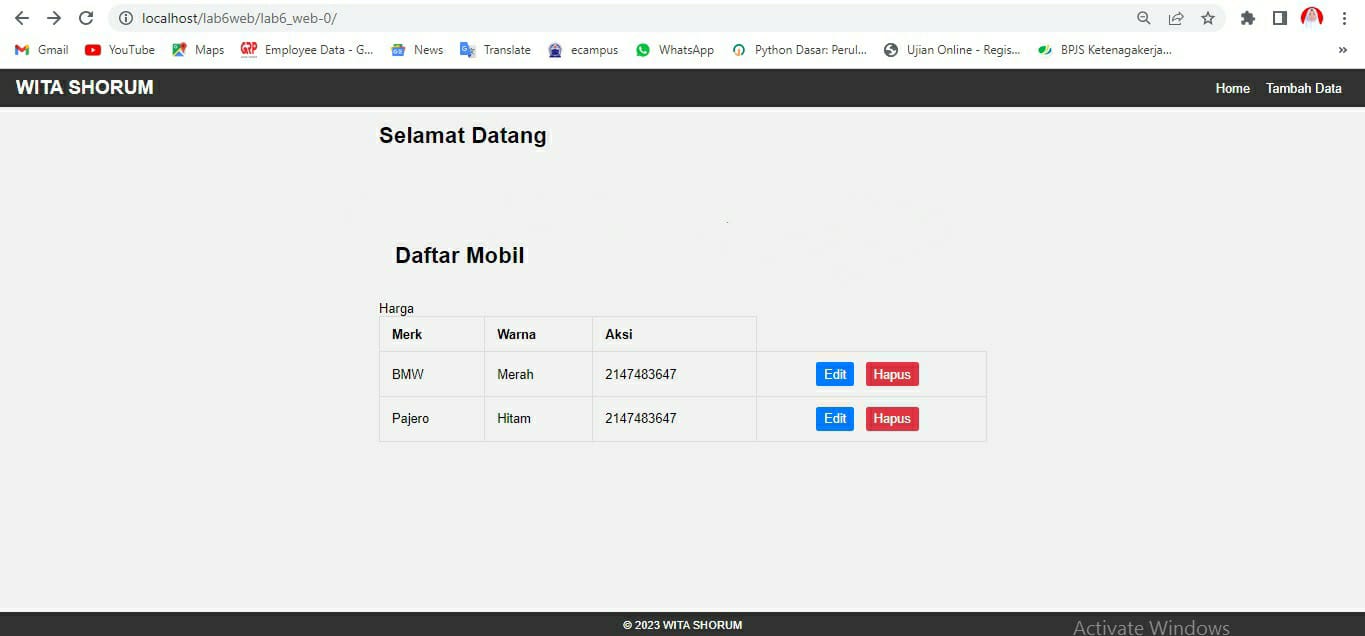 localhost/lab6web/lab6_web-0/
Gmail YouTube Maps Employee Data - G... News Translate ecampus WhatsApp Python Dasar: Perul... Ujian Online - Regis... BPJS Ketenagakerja... »
WITA SHORUM Home Tambah Data
Selamat Datang
Daftar Mobil
Harga
Merk Warna Aksi
BMW Merah 2147483647 Edit Hapus
Pajero Hitam 2147483647 Edit Hapus
© 2023 WITA SHORUM
Activate Windows